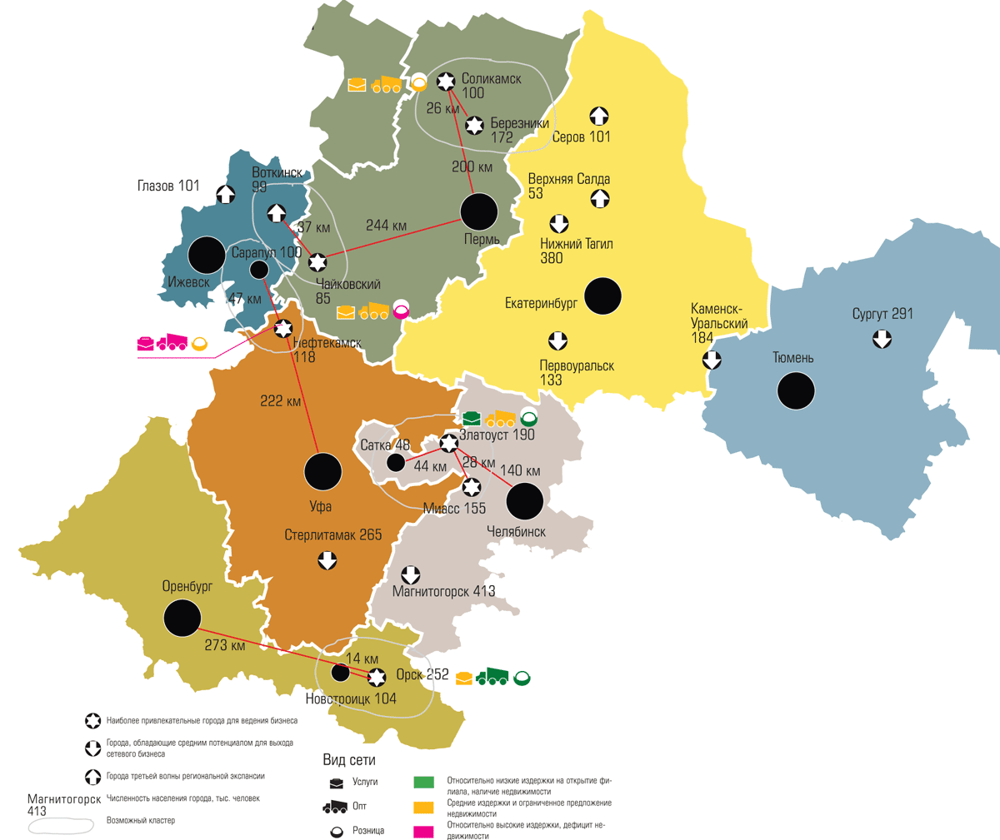 Соликамск
100
26 км
Березники
172
Серов 101
200 км
Воткинск
99
Глазов 101
Верхняя Салда
53
37 км
244 км
Пермь
Нижний Тагил
380
Сарапул 100
Ижевск
Чайковский
85
47 км
Екатеринбург
Каменск-
Уральский
184
Сургут 291
Нефтекамск
118
Первоуральск
133
Тюмень
222 км
Златоуст 190
Сатка 48
44 км
28 км
140 км
Уфа
Миасс 155
Челябинск
Стерлитамак 265
Магнитогорск 413
Оренбург
273 км
14 км
Орск 252
Новстроицк 104
Наиболее привлекательные города для ведения бизнеса
Города, обладающие средним потенциалом для выхода
сетевого бизнеса
Города третьей волны региональной экспансии
Магнитогорск
413
Численность населения города, тыс. человек
Возможный кластер
Вид сети
Услуги
Опт
Розница
Относительно низкие издержки на открытие фи-
лиала, наличие недвижимости
Средние издержки и ограниченное предложение
недвижимости
Относительно высокие издержки, дефицит не-
движимости